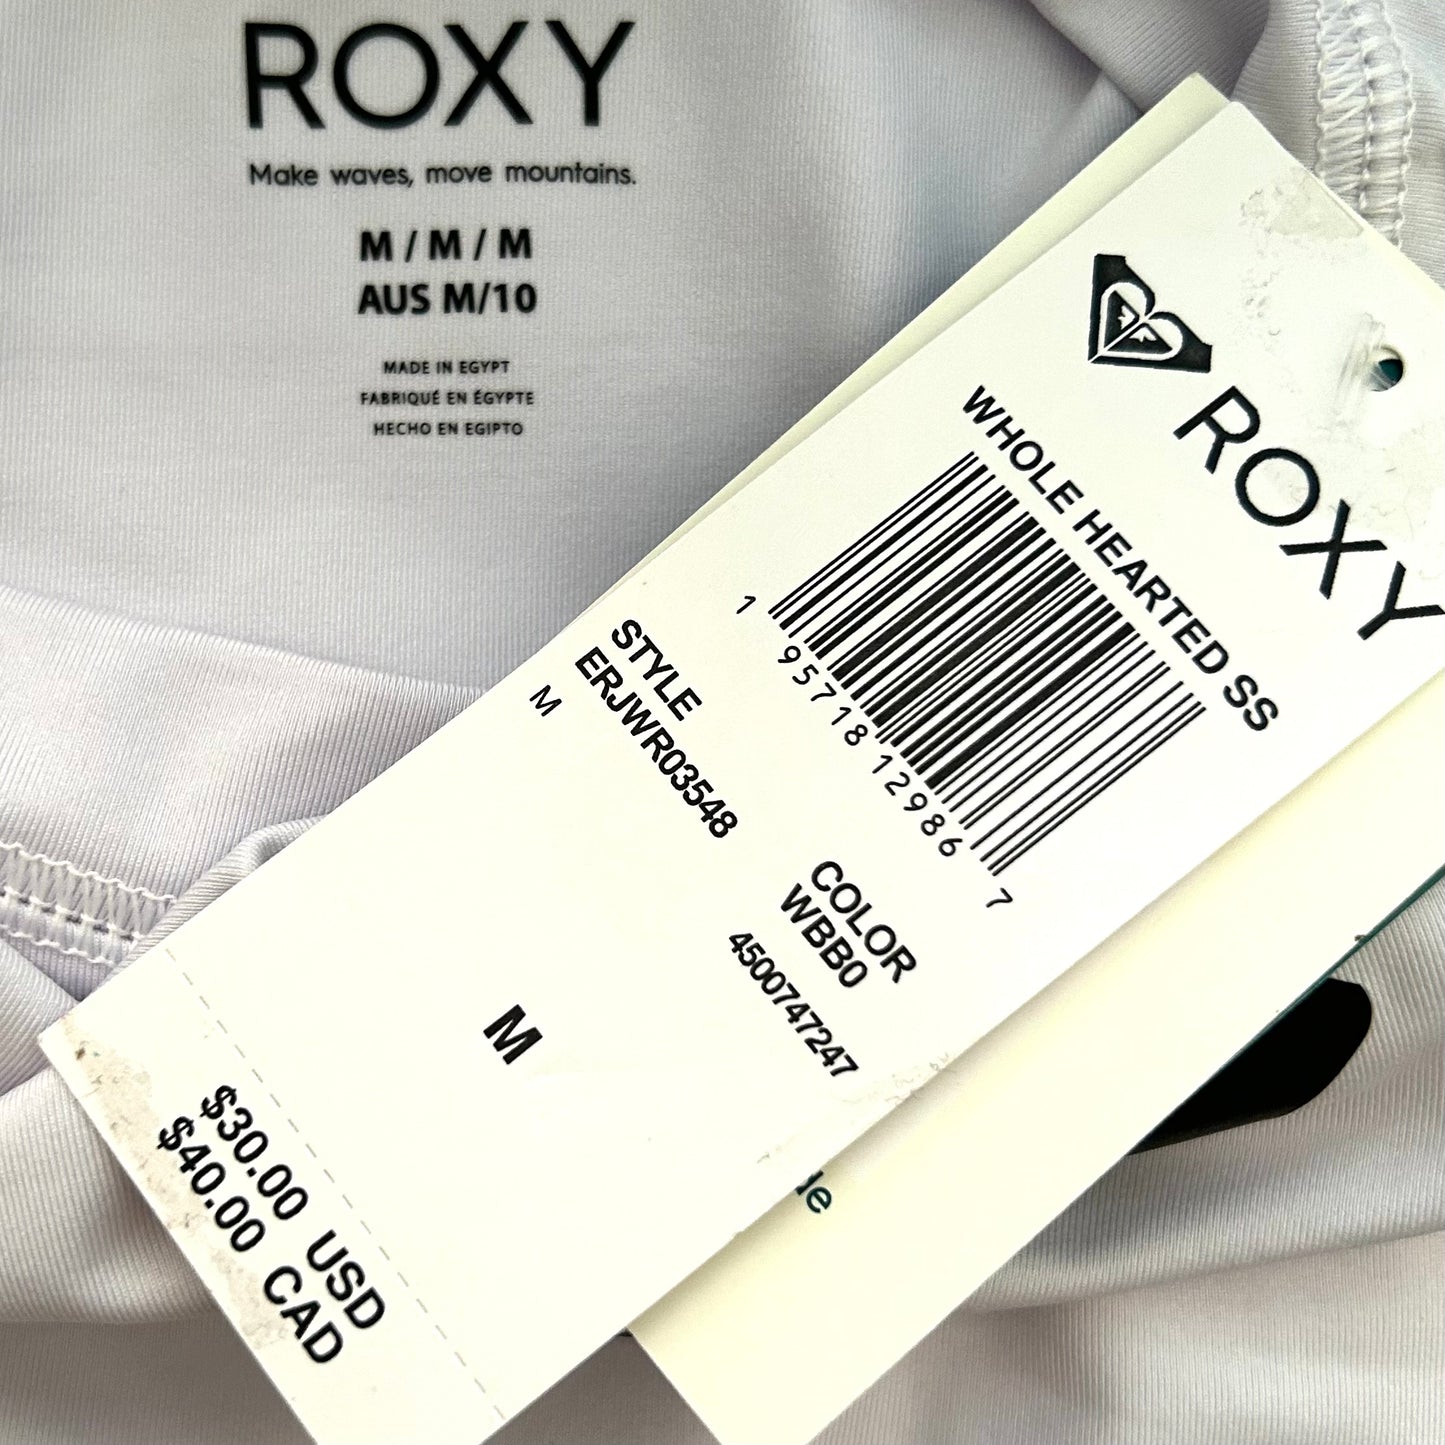 ROXY
Make waves, move mountains.
M / M / M
AUS M/10
MADE IN EGYPT
FABRIQUÉ EN ÉGYPTE
HECHO EN EGIPTO
ROXY
WHOLE HEARTED SS
1 95718 12986 7
STYLE
ERJWR03548
M
COLOR
WBB0
4500747247
M
$30.00 USD
$40.00 CAD